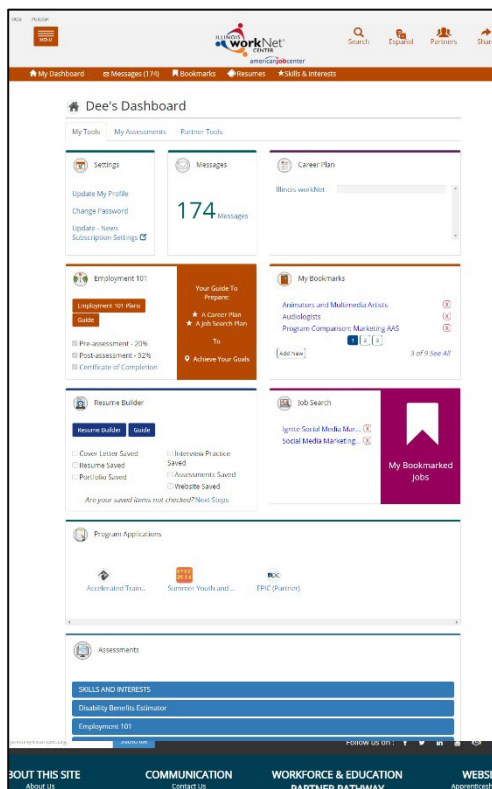 PAGE PUBLISH
MENU
ILLINOIS
workNet
CENTER
americanjobcenter
Search Español Partners Share
My Dashboard Messages (174) Bookmarks Resumes Skills & Interests
Dee's Dashboard
My Tools My Assessments Partner Tools
Settings
Update My Profile
Change Password
Update - News
Subscription Settings
Messages
174 Messages
Career Plan
Illinois workNet
Employment 101
Employment 101 Plans
Guide
Pre-assessment - 20%
Post-assessment - 32%
Certificate of Completion
Your Guide To
Prepare:
A Career Plan
A Job Search Plan
To
Achieve Your Goals
My Bookmarks
Animators and Multimedia Artists
Audiologists
Program Comparison: Marketing AAS
1 2 3
Add New 3 of 9 See All
Resume Builder
Resume Builder Guide
Cover Letter Saved
Resume Saved
Portfolio Saved
Interview Practice
Saved
Assessments Saved
Website Saved
Are your saved items not checked? Next Steps
Job Search
Ignite Social Media Mar...
Social Media Marketing...
My Bookmarked
Jobs
Program Applications
Accelerated Train... Summer Youth and ... EPIC (Partner)
Assessments
SKILLS AND INTERESTS
Disability Benefits Estimator
Employment 101
Subscribe Follow us on :
BOUT THIS SITE COMMUNICATION WORKFORCE & EDUCATION WEBSI
About Us Contact Us PARTNER PATHWAY Apprenticesh